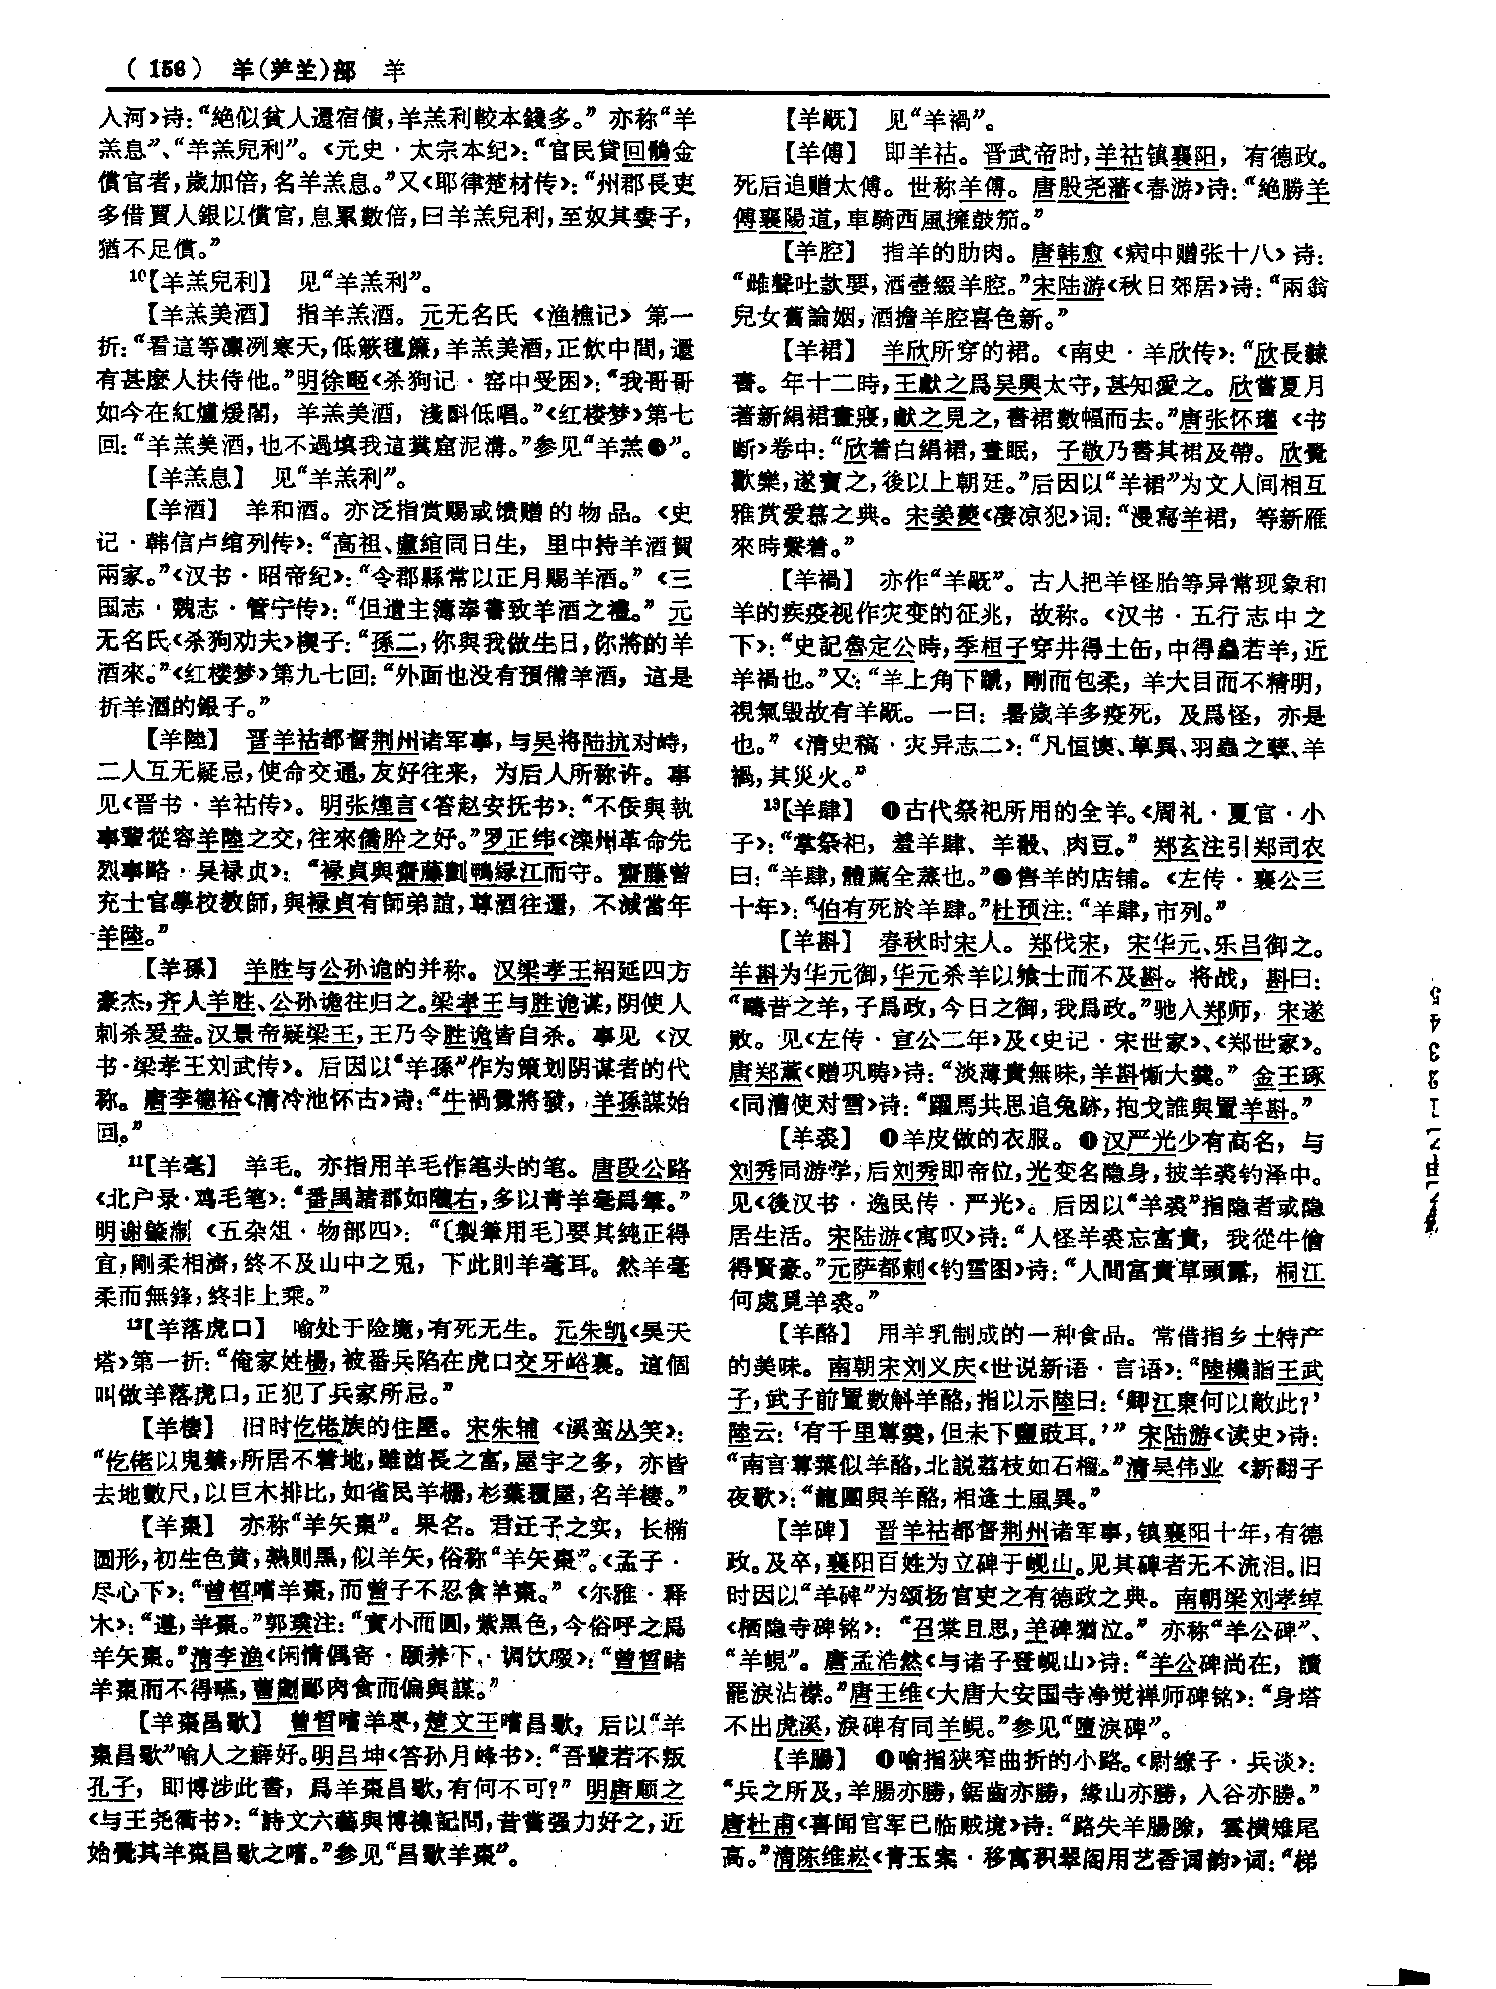 （156） 羊(⺶⺷)部 羊
入河》诗：“絶似貧人還宿債，羊羔利較本錢多。”亦称“羊
羔息”、“羊羔兒利”。《元史·太宗本纪》：“官民貸回鶻金
償官者，歲加倍，名羊羔息。”又《耶律楚材传》：“州郡長吏
多借賈人銀以償官，息累數倍，曰羊羔兒利，至奴其妻子，
猶不足償。”
10【羊羔兒利】 见“羊羔利”。
【羊羔美酒】 指羊羔酒。元无名氏《渔樵记》第一
折：“看這等凛冽寒天，低簌氊簾，羊羔美酒，正飲中間，還
有甚麽人扶侍他。”明徐𤱻《杀狗记·窑中受困》：“我哥哥
如今在紅爐煖閣，羊羔美酒，淺斟低唱。”《红楼梦》第七
回：“羊羔美酒，也不過填我這糞窟泥溝。”参见“羊羔❸”。
【羊羔息】 见“羊羔利”。
【羊酒】 羊和酒。亦泛指赏赐或馈赠的物品。《史
记·韩信卢绾列传》：“高祖、盧綰同日生，里中持羊酒賀
兩家。”《汉书·昭帝纪》：“令郡縣常以正月賜羊酒。”《三
国志·魏志·管宁传》：“但遣主簿奉書致羊酒之禮。”元
无名氏《杀狗劝夫》楔子：“孫二，你與我做生日，你將的羊
酒來。”《红楼梦》第九七回：“外面也没有預備羊酒，這是
折羊酒的銀子。”
【羊陸】 晋羊祜都督荆州诸军事，与吴将陆抗对峙，
二人互无疑忌，使命交通，友好往来，为后人所称许。事
见《晋书·羊祜传》。明张煌言《答赵安抚书》：“不佞與執
事輩從容羊陸之交，往來僑肸之好。”罗正纬《滦州革命先
烈事略·吴禄贞》：“禄貞與齋藤劃鴨緑江而守。齋藤曾
充士官學校教師，與禄貞有師弟誼，尊酒往還，不減當年
羊陸。”
【羊孫】 羊胜与公孙诡的并称。汉梁孝王招延四方
豪杰，齐人羊胜、公孙诡往归之。梁孝王与胜诡谋，阴使人
刺杀爰盎。汉景帝疑梁王，王乃令胜诡皆自杀。事见《汉
书·梁孝王刘武传》。后因以“羊孫”作为策划阴谋者的代
称。唐李德裕《清冷池怀古》诗：“牛禍釁將發，羊孫謀始
回。”
11【羊毫】 羊毛。亦指用羊毛作笔头的笔。唐段公路
《北户录·鸡毛笔》：“番禺諸郡如隴右，多以青羊毫爲筆。”
明谢肇淛《五杂俎·物部四》：“〔製筆用毛〕要其純正得
宜，剛柔相濟，終不及山中之兎，下此則羊毫耳。然羊毫
柔而無鋒，終非上乘。”
12【羊落虎口】 喻处于险境，有死无生。元朱凯《昊天
塔》第一折：“俺家姓楊，被番兵陷在虎口交牙峪裏。這個
叫做羊落虎口，正犯了兵家所忌。”
【羊棲】 旧时仡佬族的住屋。宋朱辅《溪蛮丛笑》：
“仡佬以鬼禁，所居不着地，雖酋長之富，屋宇之多，亦皆
去地數尺，以巨木排比，如省民羊栅，杉葉覆屋，名羊棲。”
【羊棗】 亦称“羊矢棗”。果名。君迁子之实，长椭
圆形，初生色黄，熟则黑，似羊矢，俗称“羊矢棗”。《孟子·
尽心下》：“曾晳嗜羊棗，而曾子不忍食羊棗。”《尔雅·释
木》：“遵，羊棗。”郭璞注：“實小而圓，紫黑色，今俗呼之爲
羊矢棗。”清李渔《闲情偶寄·颐养下·调饮啜》：“曾晳睹
羊棗而不得嚥，曹劌鄙肉食而偏與謀。”
【羊棗昌歜】 曾晳嗜羊枣，楚文王嗜昌歜，后以“羊
棗昌歜”喻人之癖好。明吕坤《答孙月峰书》：“吾輩若不叛
孔子，即博涉此書，爲羊棗昌歜，有何不可？”明唐顺之
《与王尧衢书》：“詩文六藝與博襍記問，昔嘗强力好之，近
始覺其羊棗昌歜之嗜。”参见“昌歜羊棗”。
【羊䣛】 见“羊禍”。
【羊傅】 即羊祜。晋武帝时，羊祜镇襄阳，有德政。
死后追赠太傅。世称羊傅。唐殷尧藩《春游》诗：“絶勝羊
傅襄陽道，車騎西風擁鼓笳。”
【羊腔】 指羊的肋肉。唐韩愈《病中赠张十八》诗：
“雌聲吐款要，酒壺綴羊腔。”宋陆游《秋日郊居》诗：“兩翁
兒女舊論姻，酒擔羊腔喜色新。”
【羊裙】 羊欣所穿的裙。《南史·羊欣传》：“欣長隸
書。年十二時，王獻之爲吴興太守，甚知愛之。欣嘗夏月
著新絹裙晝寢，獻之見之，書裙數幅而去。”唐张怀瓘《书
断》卷中：“欣着白絹裙，晝眠，子敬乃書其裙及帶。欣覺
歡樂，遂寳之，後以上朝廷。”后因以“羊裙”为文人间相互
雅赏爱慕之典。宋姜夔《凄凉犯》词：“漫寫羊裙，等新雁
來時繫着。”
【羊禍】 亦作“羊旤”。古人把羊怪胎等异常现象和
羊的疾疫视作灾变的征兆，故称。《汉书·五行志中之
下》：“史記魯定公時，季桓子穿井得土缶，中得蟲若羊，近
羊禍也。”又：“羊上角下蹏，剛而包柔，羊大目而不精明，
視氣毁故有羊旤。一曰：暑歲羊多疫死，及爲怪，亦是
也。”《清史稿·灾异志二》：“凡恒燠、草異、羽蟲之孽、羊
禍，其災火。”
13【羊肆】 ❶古代祭祀所用的全羊。《周礼·夏官·小
子》：“掌祭祀，羞羊肆、羊殽、肉豆。”郑玄注引郑司农
曰：“羊肆，體薦全蒸也。”❷售羊的店铺。《左传·襄公三
十年》：“伯有死於羊肆。”杜预注：“羊肆，市列。”
【羊斟】 春秋时宋人。郑伐宋，宋华元、乐吕御之。
羊斟为华元御，华元杀羊以飨士而不及斟。将战，斟曰：
“疇昔之羊，子爲政，今日之御，我爲政。”驰入郑师，宋遂
败。见《左传·宣公二年》及《史记·宋世家》、《郑世家》。
唐郑薰《赠巩畴》诗：“淡薄貴無味，羊斟慚大羹。”金王琢
《同漕使对雪》诗：“躍馬共思追兔跡，抱戈誰與置羊斟。”
【羊裘】 ❶羊皮做的衣服。❷汉严光少有高名，与
刘秀同游学，后刘秀即帝位，光变名隐身，披羊裘钓泽中。
见《後汉书·逸民传·严光》。后因以“羊裘”指隐者或隐
居生活。宋陆游《寓叹》诗：“人怪羊裘忘富貴，我從牛儈
得賢豪。”元萨都剌《钓雪图》诗：“人間富貴草頭露，桐江
何處覓羊裘。”
【羊酪】 用羊乳制成的一种食品。常借指乡土特产
的美味。南朝宋刘义庆《世说新语·言语》：“陸機詣王武
子，武子前置數斛羊酪，指以示陸曰：‘卿江東何以敵此？’
陸云：‘有千里蓴羹，但未下鹽豉耳。’”宋陆游《读史》诗：
“南言蓴菜似羊酪，北説荔枝如石榴。”清吴伟业《新翻子
夜歌》：“龍團與羊酪，相逢土風異。”
【羊碑】 晋羊祜都督荆州诸军事，镇襄阳十年，有德
政。及卒，襄阳百姓为立碑于岘山。见其碑者无不流泪。旧
时因以“羊碑”为颂扬官吏之有德政之典。南朝梁刘孝绰
《栖隐寺碑铭》：“召棠且思，羊碑猶泣。”亦称“羊公碑”、
“羊峴”。唐孟浩然《与诸子登岘山》诗：“羊公碑尚在，讀
罷淚沾襟。”唐王维《大唐大安国寺净觉禅师碑铭》：“身塔
不出虎溪，淚碑有同羊峴。”参见“墮淚碑”。
【羊腸】 ❶喻指狭窄曲折的小路。《尉缭子·兵谈》：
“兵之所及，羊腸亦勝，鋸齒亦勝，緣山亦勝，入谷亦勝。”
唐杜甫《喜闻官军已临贼境》诗：“路失羊腸險，雲横雉尾
高。”清陈维崧《青玉案·移寓积翠阁用艺香词韵》词：“梯